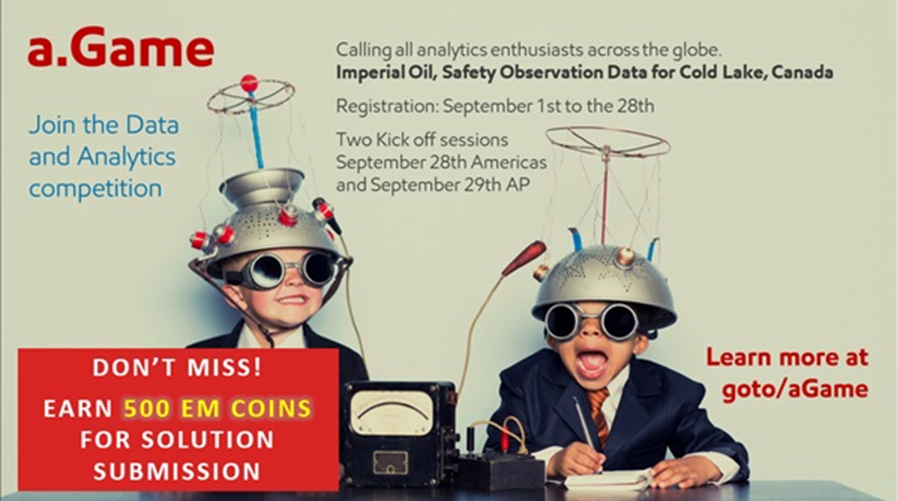 a.Game
Join the Data
and Analytics
competition
Calling all analytics enthusiasts across the globe.
Imperial Oil, Safety Observation Data for Cold Lake, Canada
Registration: September 1st to the 28th
Two Kick off sessions
September 28th Americas
and September 29th AP
DON'T MISS!
EARN 500 EM COINS
FOR SOLUTION
SUBMISSION
Learn more at
goto/aGame